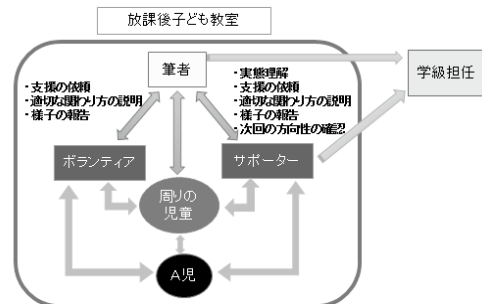 放課後子ども教室
筆者
学級担任
・支援の依頼
・適切な関わり方の説明
・様子の報告
・実態理解
・支援の依頼
・適切な関わり方の説明
・様子の報告
・次回の方向性の確認
ボランティア
サポーター
周りの
児童
A児